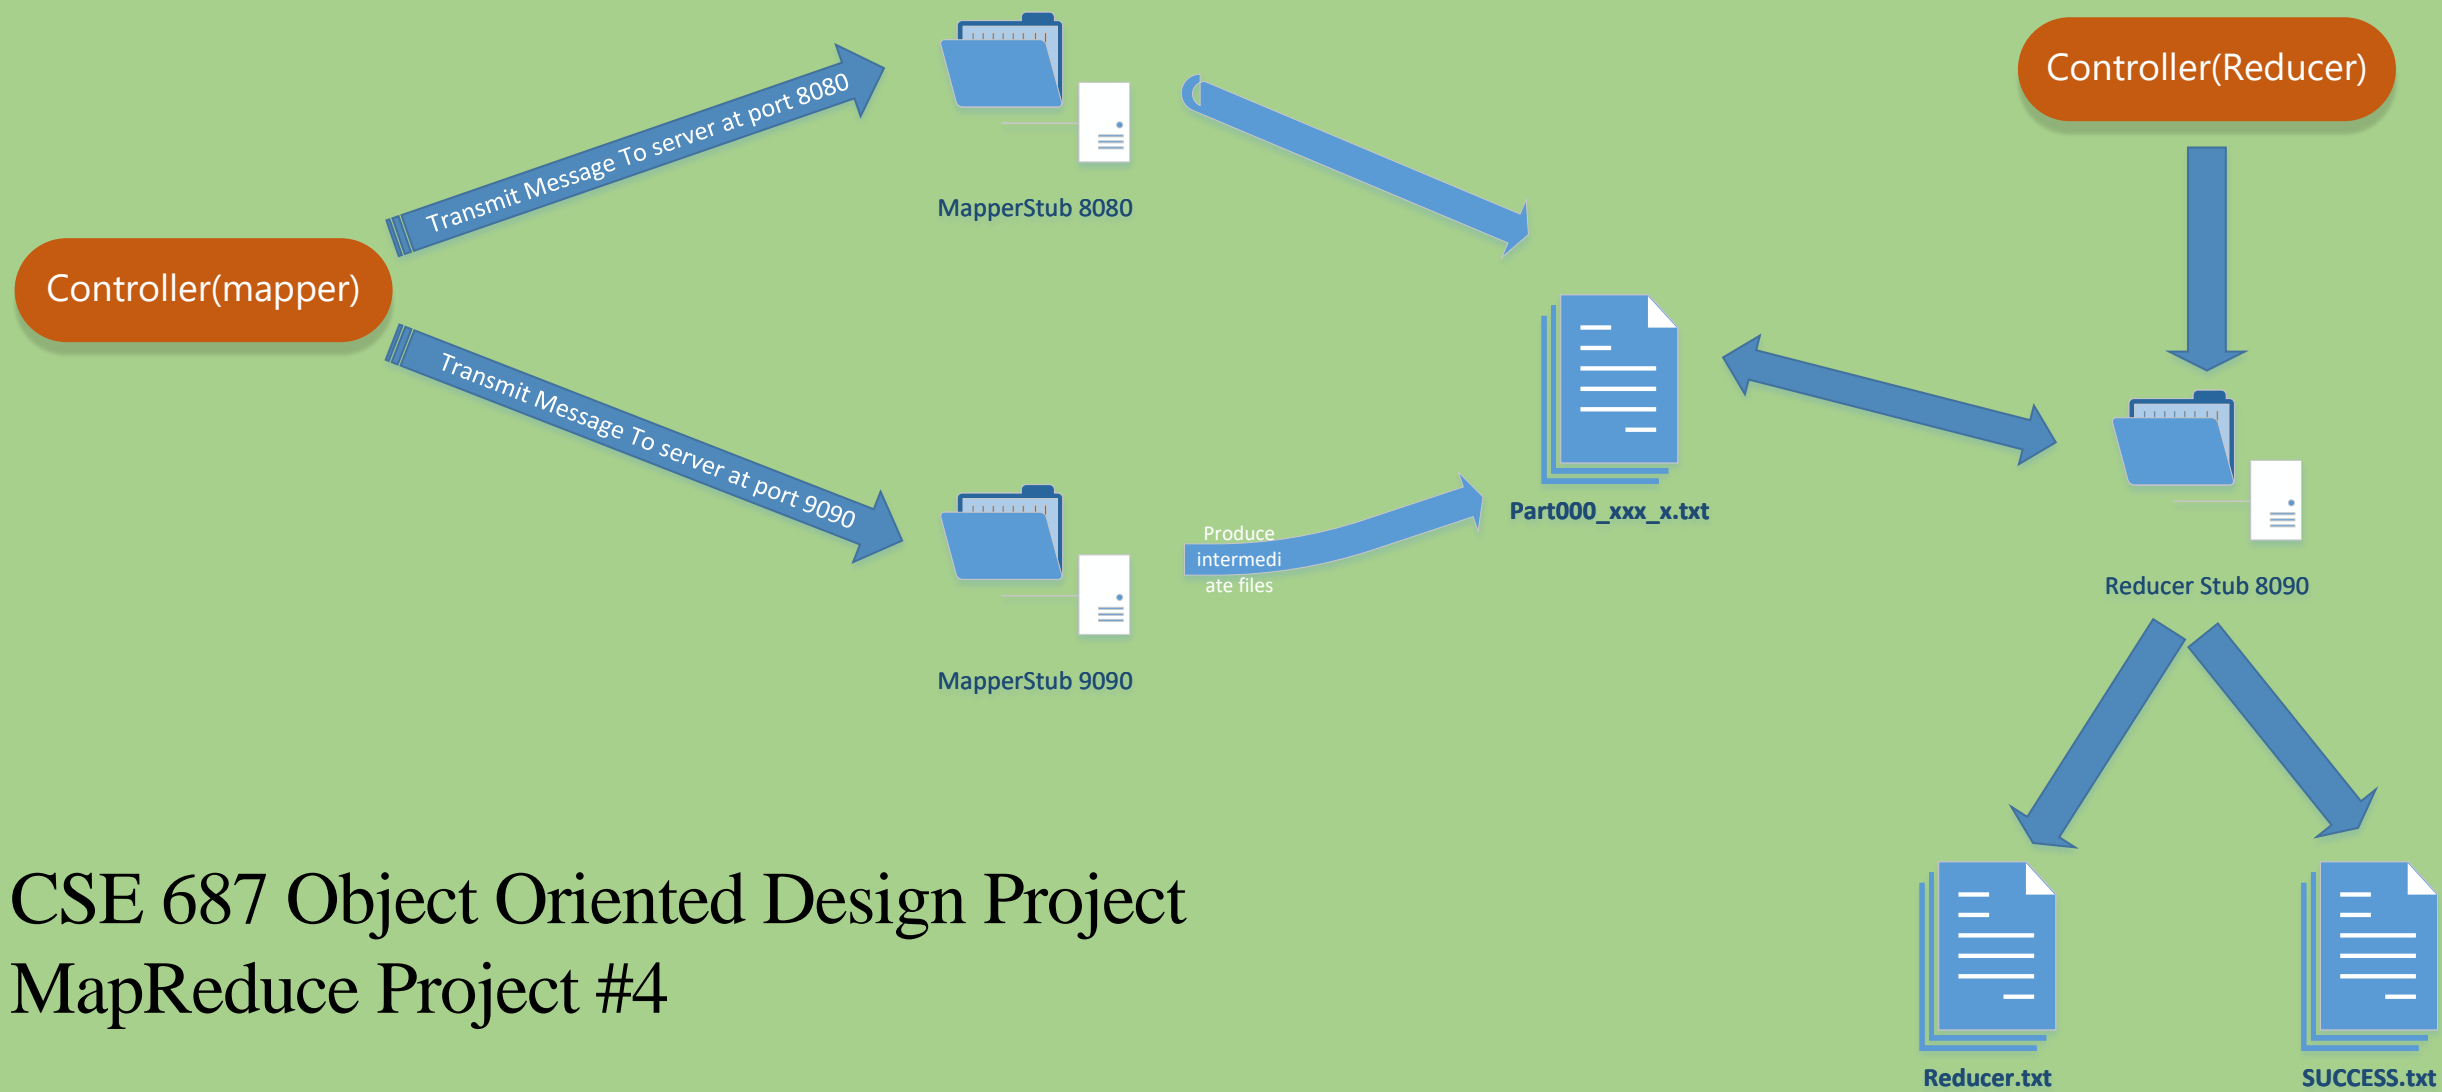 Controller(Reducer)
Transmit Message To server at port 8080
MapperStub 8080
Controller(mapper)
Transmit Message To server at port 9090
Part000_xxx_x.txt
Produce
intermedi
ate files
Reducer Stub 8090
MapperStub 9090
CSE 687 Object Oriented Design Project
MapReduce Project #4
Reducer.txt
SUCCESS.txt